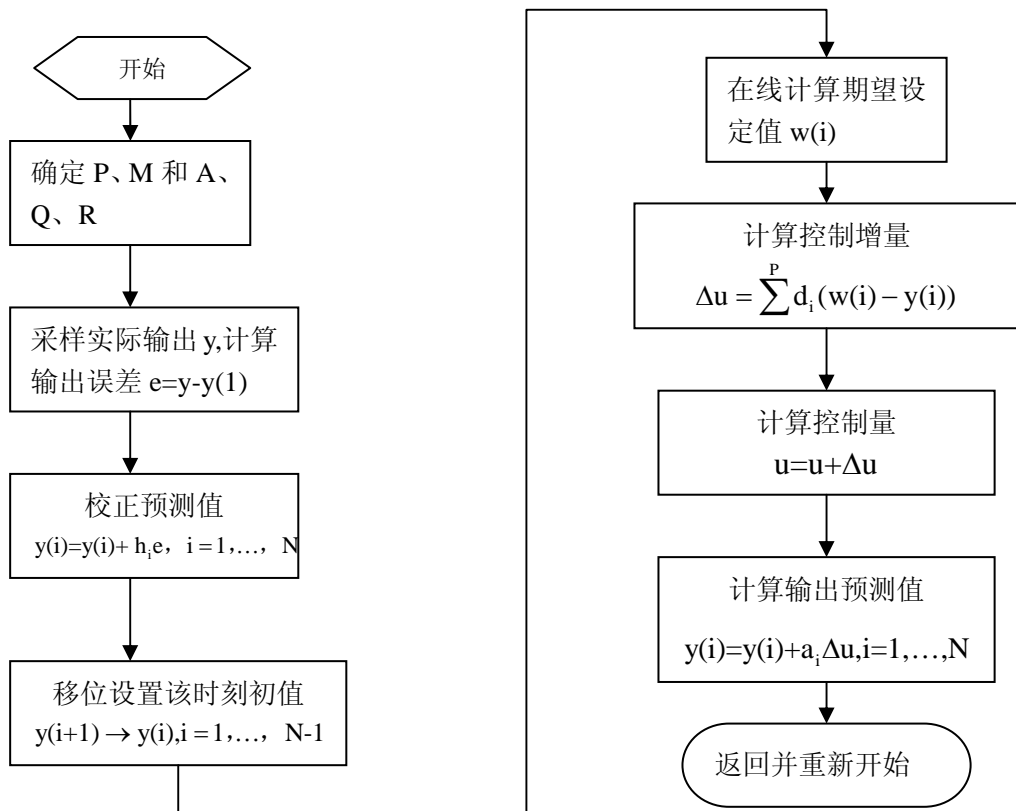 开始
确定 P、M 和 A、
Q、R
采样实际输出 y,计算
输出误差 e=y-y(1)
校正预测值
y(i)=y(i)+ hᵢe，i =1,…，N
移位设置该时刻初值
y(i+1) → y(i),i =1,…，N-1
在线计算期望设
定值 w(i)
计算控制增量
Δu = ∑ᴾ dᵢ (w(i) − y(i))
计算控制量
u=u+Δu
计算输出预测值
y(i)=y(i)+aᵢΔu,i=1,…,N
返回并重新开始